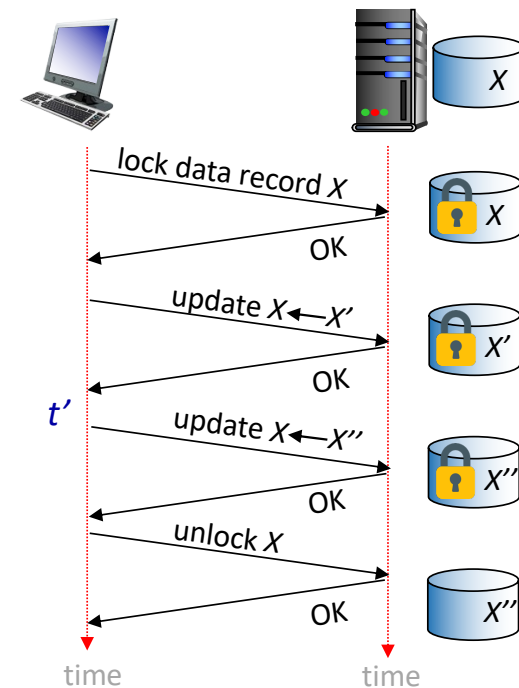 X
lock data record X
X
OK
update X ← X’
X’
OK
t’
update X ← X’’
X’’
OK
unlock X
X’’
OK
time
time